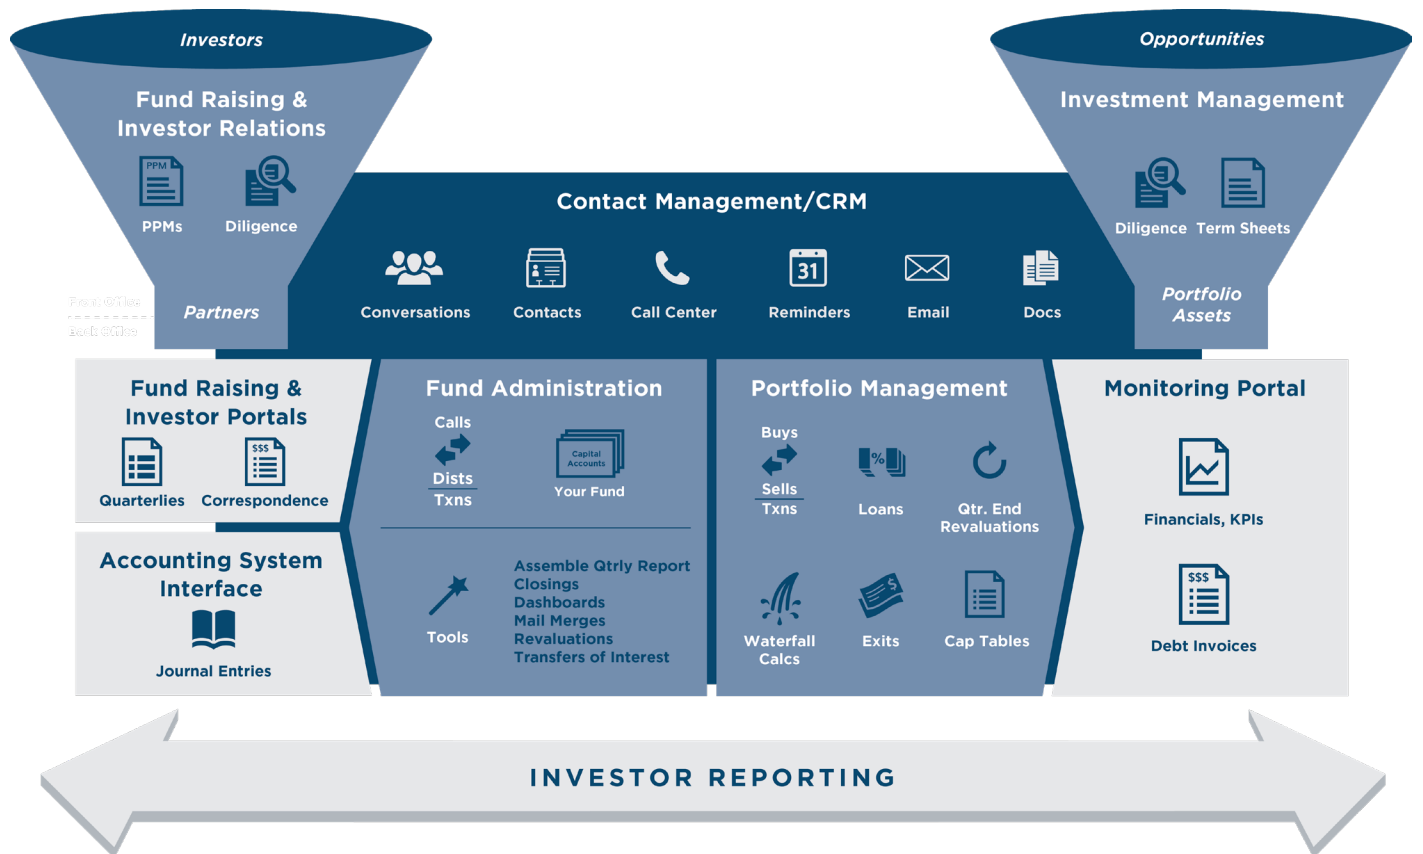 Investors
Fund Raising &
Investor Relations
PPM
PPMs
Diligence
Partners
Opportunities
Investment Management
Diligence
Term Sheets
Portfolio
Assets
Contact Management/CRM
31
Conversations
Contacts
Call Center
Reminders
Email
Docs
Front Office
Back Office
Fund Raising &
Investor Portals
$$$
Quarterlies
Correspondence
Accounting System
Interface
Journal Entries
Fund Administration
Calls
Dists
Txns
Capital
Accounts
Your Fund
Tools
Assemble Qtrly Report
Closings
Dashboards
Mail Merges
Revaluations
Transfers of Interest
Portfolio Management
Buys
Sells
Txns
%
Loans
Qtr. End
Revaluations
Waterfall
Calcs
$
Exits
Cap Tables
Monitoring Portal
Financials, KPIs
$$$
Debt Invoices
INVESTOR REPORTING